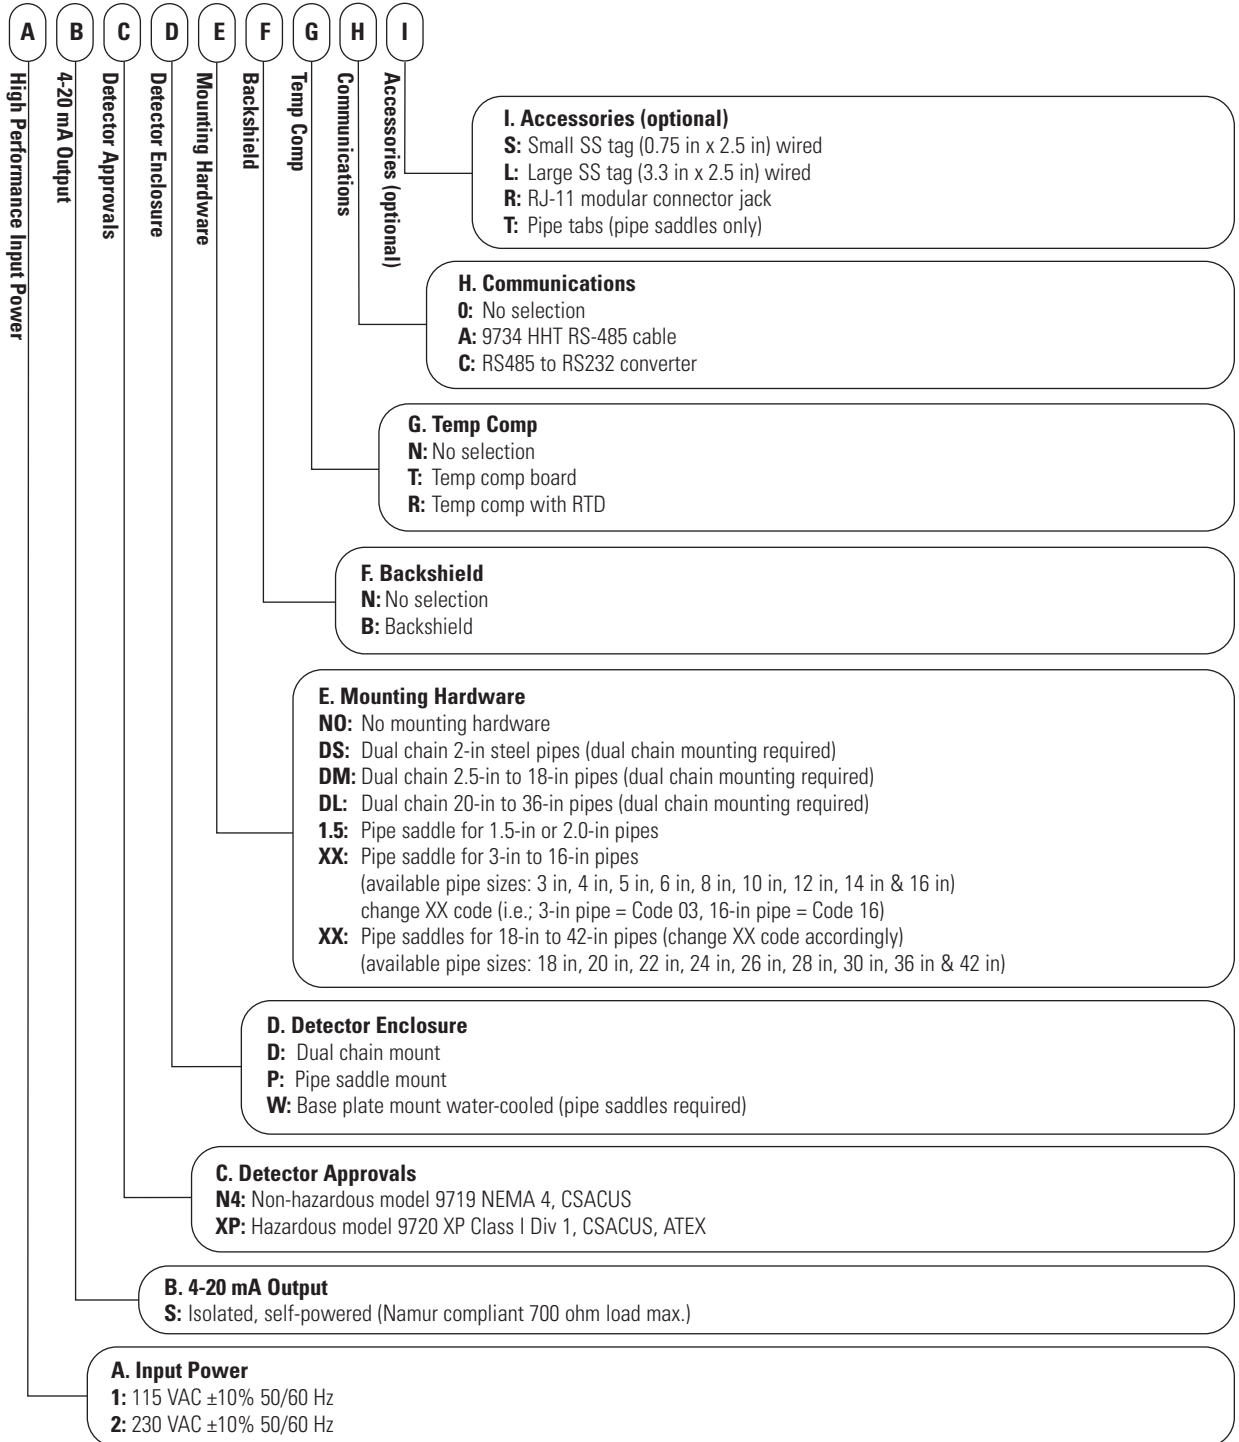 A B C D E F G H I
High Performance Input Power
4-20 mA Output
Detector Approvals
Detector Enclosure
Mounting Hardware
Backshield
Temp Comp
Communications
Accessories (optional)
I. Accessories (optional)
S: Small SS tag (0.75 in x 2.5 in) wired
L: Large SS tag (3.3 in x 2.5 in) wired
R: RJ-11 modular connector jack
T: Pipe tabs (pipe saddles only)
H. Communications
0: No selection
A: 9734 HHT RS-485 cable
C: RS485 to RS232 converter
G. Temp Comp
N: No selection
T: Temp comp board
R: Temp comp with RTD
F. Backshield
N: No selection
B: Backshield
E. Mounting Hardware
NO: No mounting hardware
DS: Dual chain 2-in steel pipes (dual chain mounting required)
DM: Dual chain 2.5-in to 18-in pipes (dual chain mounting required)
DL: Dual chain 20-in to 36-in pipes (dual chain mounting required)
1.5: Pipe saddle for 1.5-in or 2.0-in pipes
XX: Pipe saddle for 3-in to 16-in pipes
(available pipe sizes: 3 in, 4 in, 5 in, 6 in, 8 in, 10 in, 12 in, 14 in & 16 in)
change XX code (i.e.; 3-in pipe = Code 03, 16-in pipe = Code 16)
XX: Pipe saddles for 18-in to 42-in pipes (change XX code accordingly)
(available pipe sizes: 18 in, 20 in, 22 in, 24 in, 26 in, 28 in, 30 in, 36 in & 42 in)
D. Detector Enclosure
D: Dual chain mount
P: Pipe saddle mount
W: Base plate mount water-cooled (pipe saddles required)
C. Detector Approvals
N4: Non-hazardous model 9719 NEMA 4, CSACUS
XP: Hazardous model 9720 XP Class I Div 1, CSACUS, ATEX
B. 4-20 mA Output
S: Isolated, self-powered (Namur compliant 700 ohm load max.)
A. Input Power
1: 115 VAC ±10% 50/60 Hz
2: 230 VAC ±10% 50/60 Hz